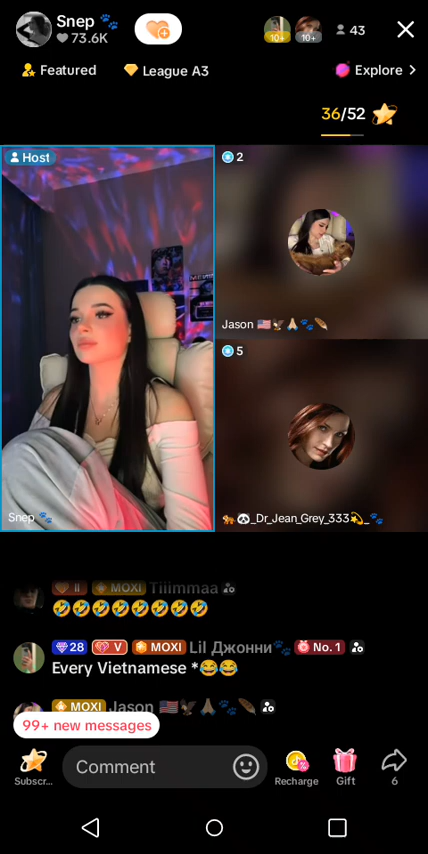 Snep 🐾
73.6K
10+
10+
43
Featured
League A3
Explore
36/52
Host
2
Jason 🇺🇸🦅🙏🏼🐾🪶
Snep 🐾
5
🐅🐼_Dr_Jean_Grey_333💫_🐾
II MOXI Tiiimmaa
🤣🤣🤣🤣🤣🤣🤣🤣
28 V MOXI Lil Джонни🐾 No. 1
Every Vietnamese *😂😂
MOXI Jason 🇺🇸🦅🙏🏼🐾🪶
99+ new messages
Subscr...
Comment
Recharge
Gift
6